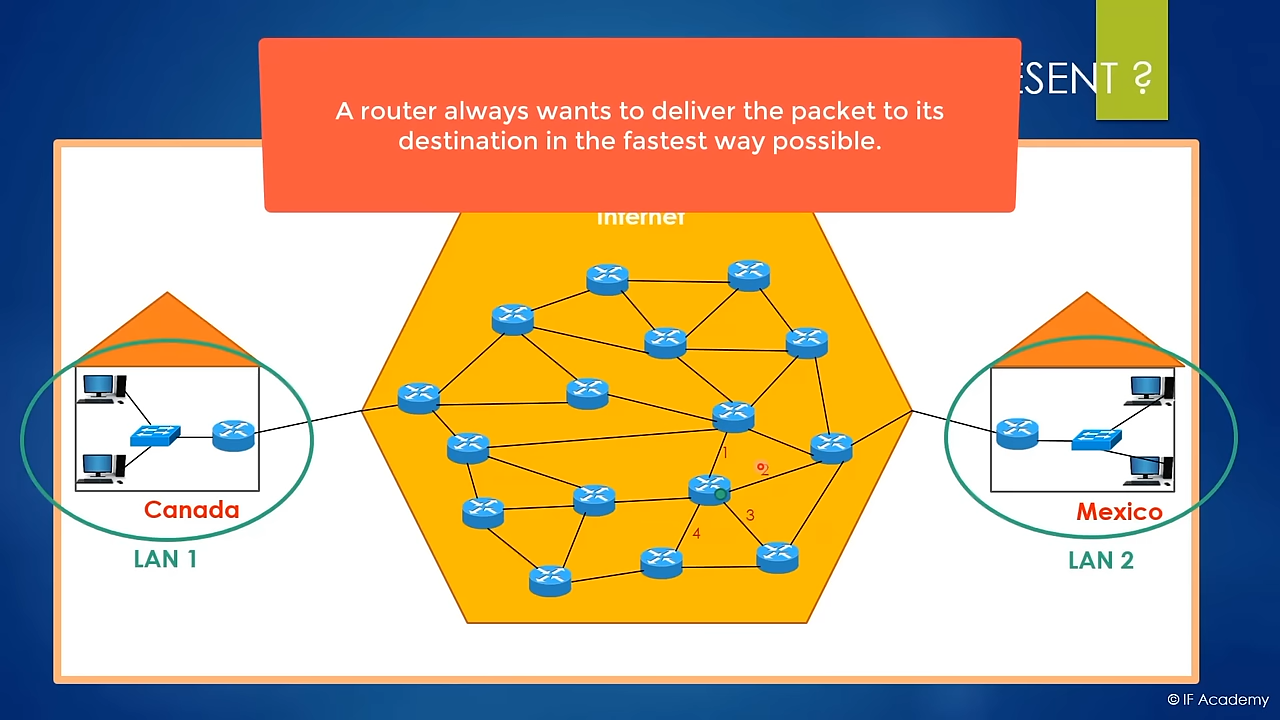 ESENT ?
A router always wants to deliver the packet to its
destination in the fastest way possible.
Internet
1
2
3
4
Canada
LAN 1
Mexico
LAN 2
© IF Academy